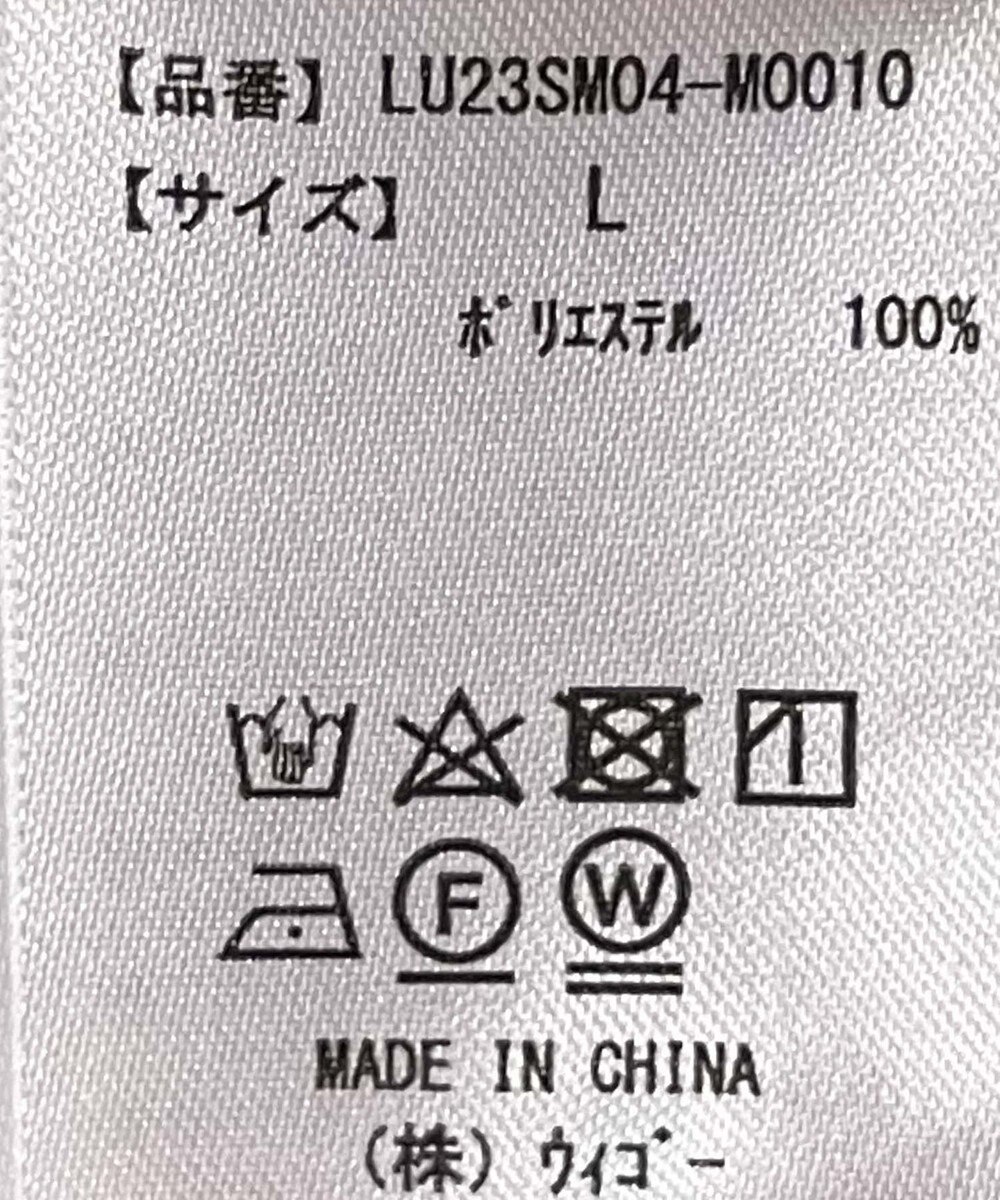 【品番】 LU23SM04-M0010
【サイズ】 L
ﾎﾟﾘｴｽﾃﾙ 100%
F W
MADE IN CHINA
(株) ｳｨｺﾞｰ